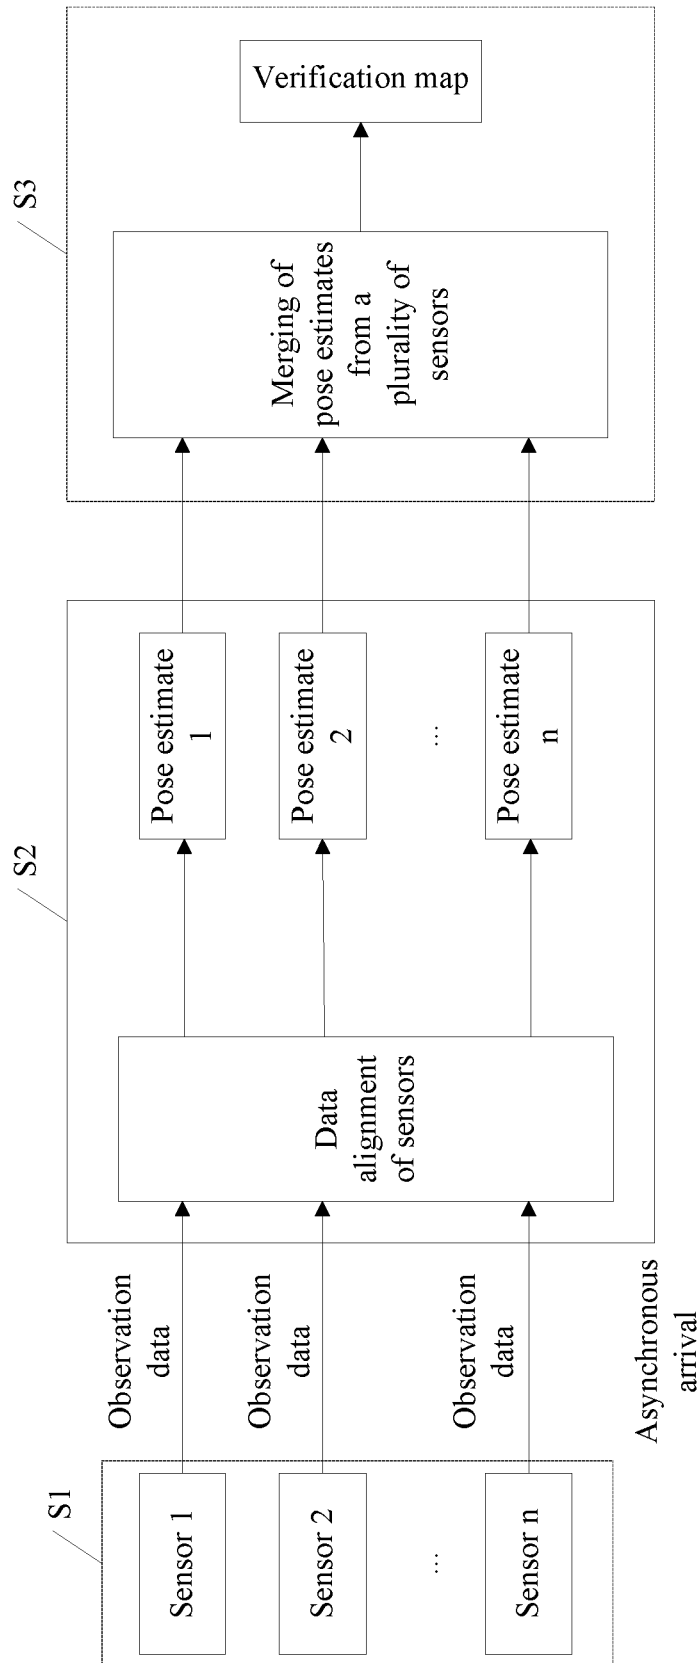 S1
Sensor 1
Sensor 2
...
Sensor n
Observation
data
Observation
data
Observation
data
Asynchronous
arrival
S2
Data
alignment
of sensors
Pose estimate
1
Pose estimate
2
...
Pose estimate
n
S3
Merging of
pose estimates
from a
plurality of
sensors
Verification map